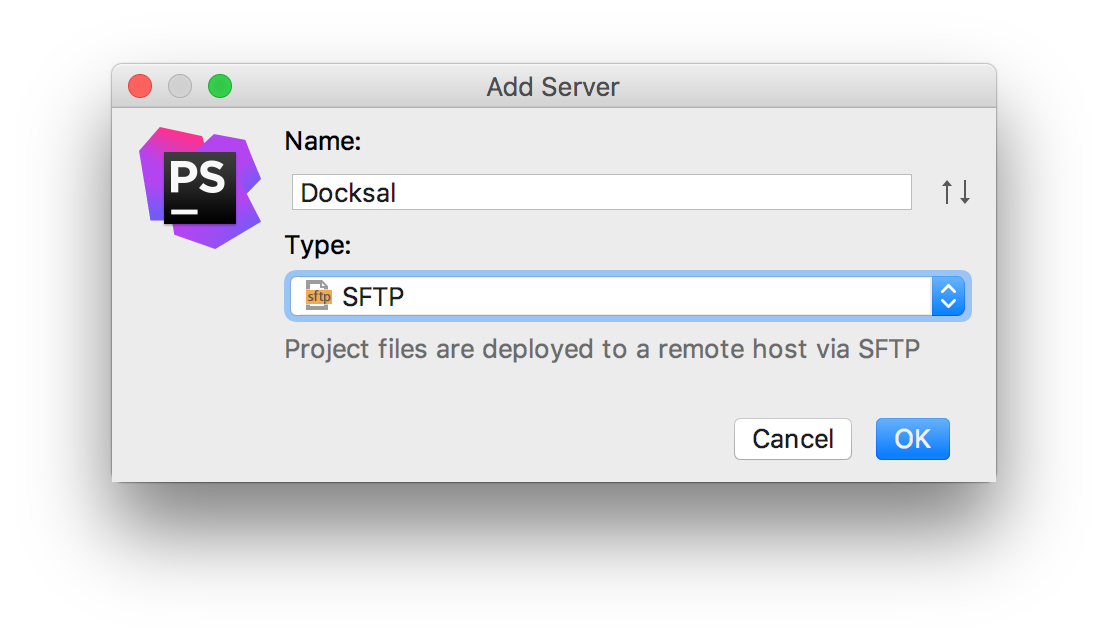 Add Server
PS
Name:
Docksal
Type:
sftp SFTP
Project files are deployed to a remote host via SFTP
Cancel OK